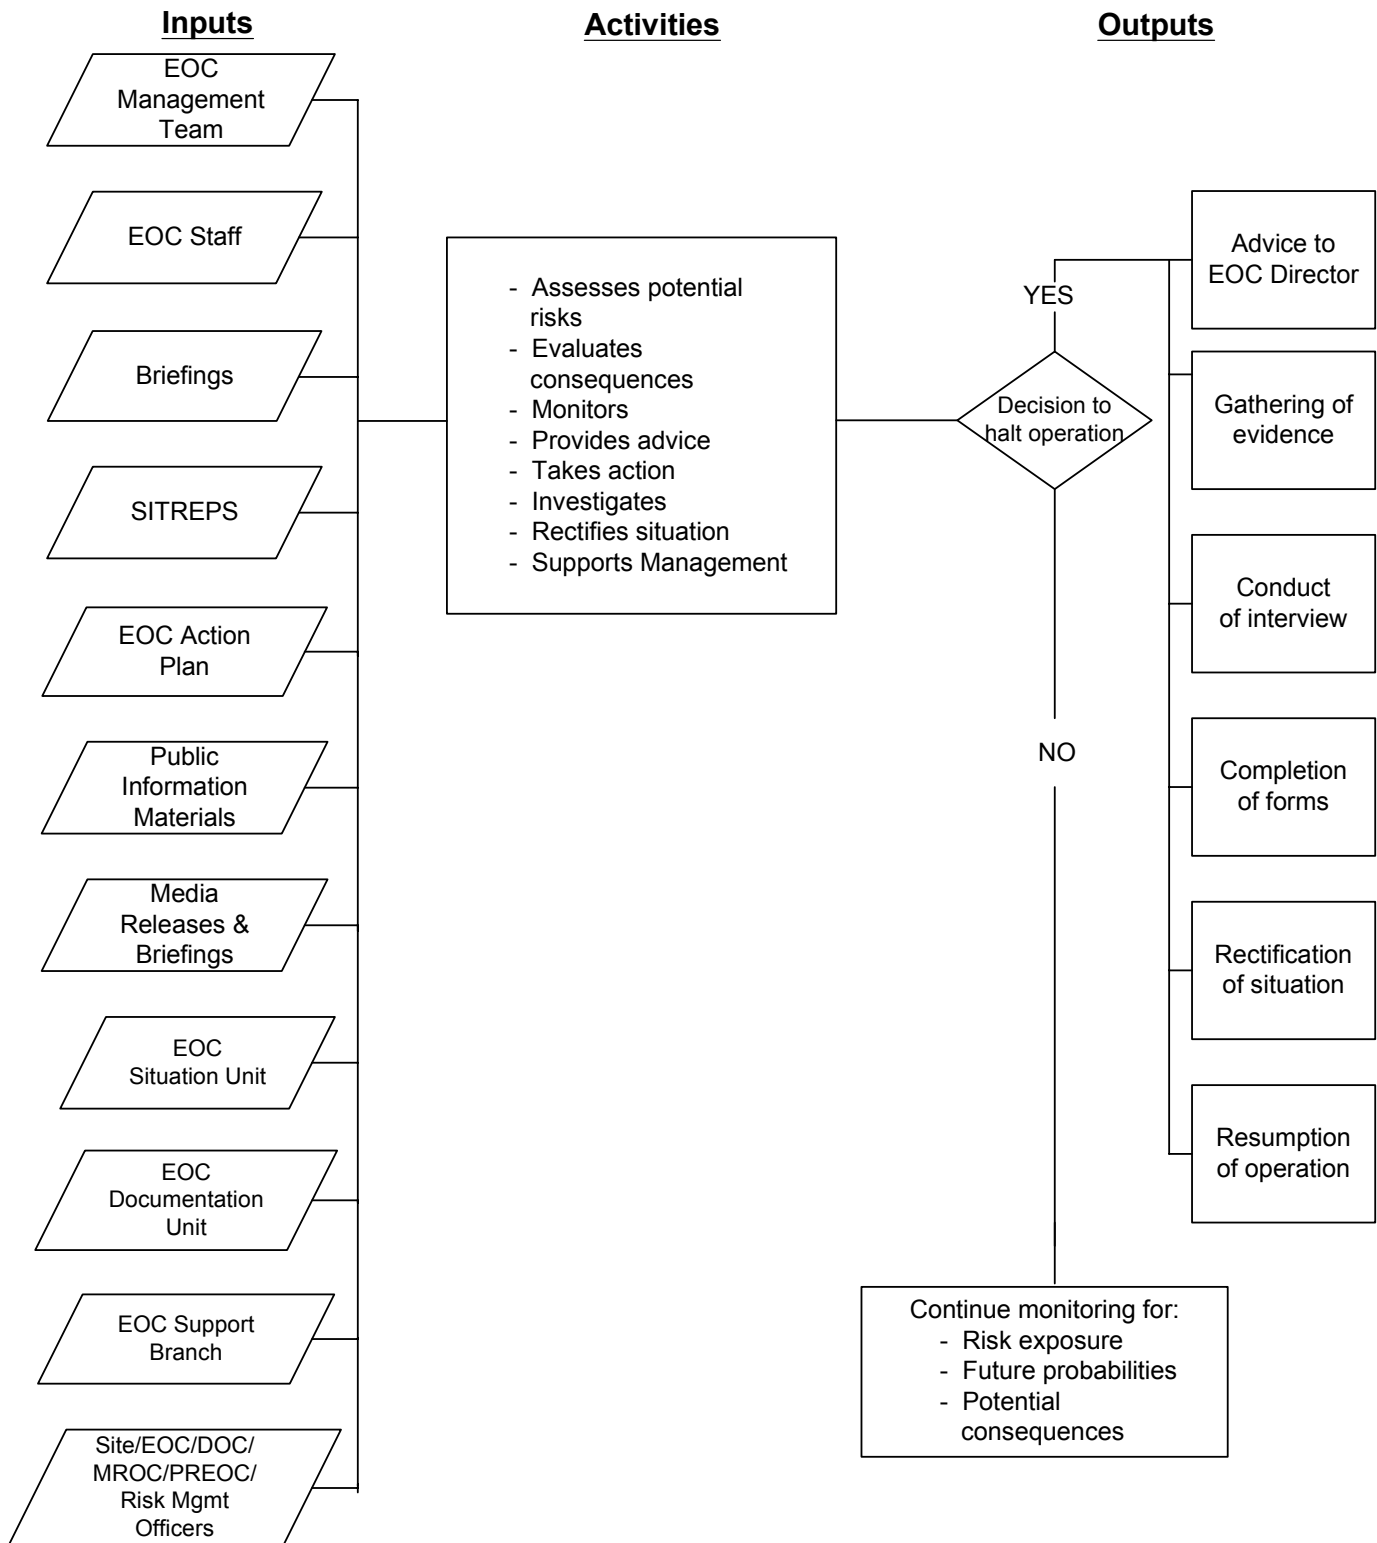 Inputs
EOC
Management
Team
EOC Staff
Briefings
SITREPS
EOC Action
Plan
Public
Information
Materials
Media
Releases &
Briefings
EOC
Situation Unit
EOC
Documentation
Unit
EOC Support
Branch
Site/EOC/DOC/
MROC/PREOC/
Risk Mgmt
Officers
Activities
- Assesses potential
risks
- Evaluates
consequences
- Monitors
- Provides advice
- Takes action
- Investigates
- Rectifies situation
- Supports Management
Outputs
YES
Decision to
halt operation
NO
Advice to
EOC Director
Gathering of
evidence
Conduct
of interview
Completion
of forms
Rectification
of situation
Resumption
of operation
Continue monitoring for:
- Risk exposure
- Future probabilities
- Potential
consequences